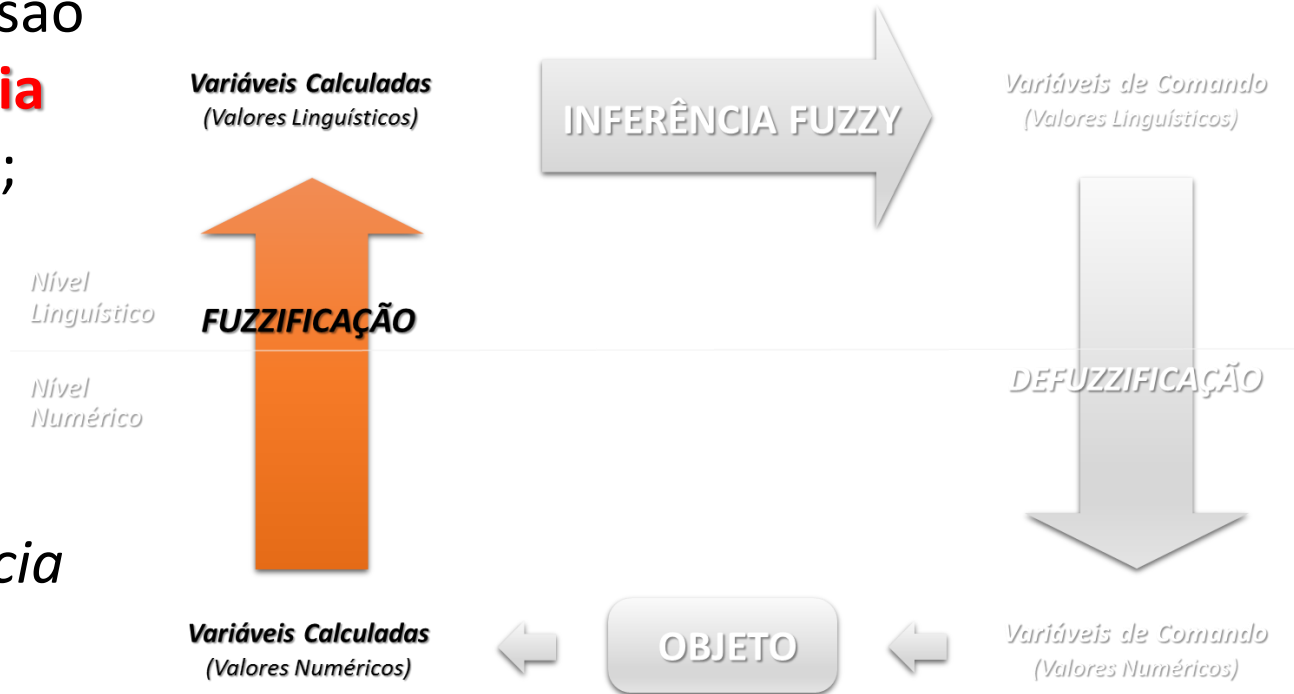 são
ia
;
cia
Variáveis Calculadas
(Valores Linguísticos)
INFERÊNCIA FUZZY
Variáveis de Comando
(Valores Linguísticos)
Nível
Linguístico
FUZZIFICAÇÃO
Nível
Numérico
DEFUZZIFICAÇÃO
Variáveis Calculadas
(Valores Numéricos)
OBJETO
Variáveis de Comando
(Valores Numéricos)